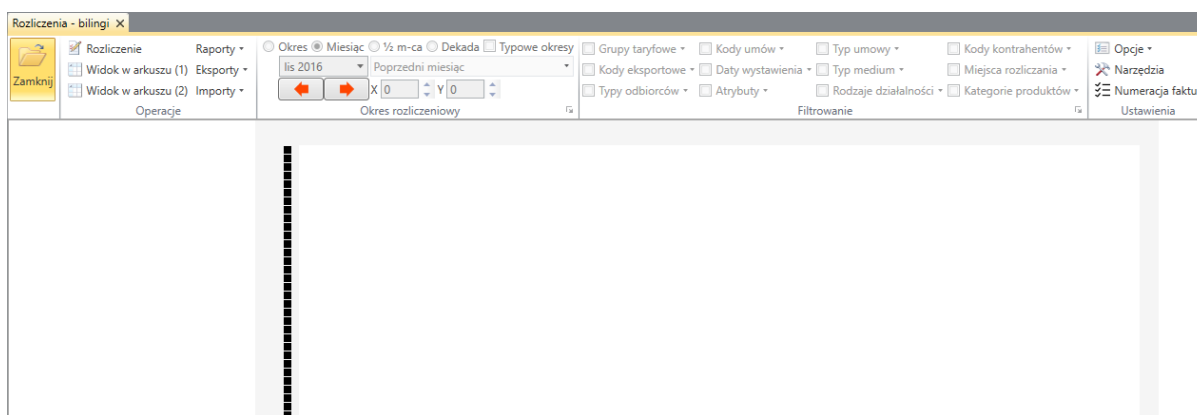 Rozliczenia - bilingi
Zamknij
Rozliczenie Raporty
Widok w arkuszu (1) Eksporty
Widok w arkuszu (2) Importy
Operacje
Okres Miesiąc ½ m-ca Dekada Typowe okresy
lis 2016 Poprzedni miesiąc
X 0 Y 0
Okres rozliczeniowy
Grupy taryfowe Kody umów Typ umowy Kody kontrahentów
Kody eksportowe Daty wystawienia Typ medium Miejsca rozliczania
Typy odbiorców Atrybuty Rodzaje działalności Kategorie produktów
Filtrowanie
Opcje
Narzędzia
Numeracja faktu
Ustawienia